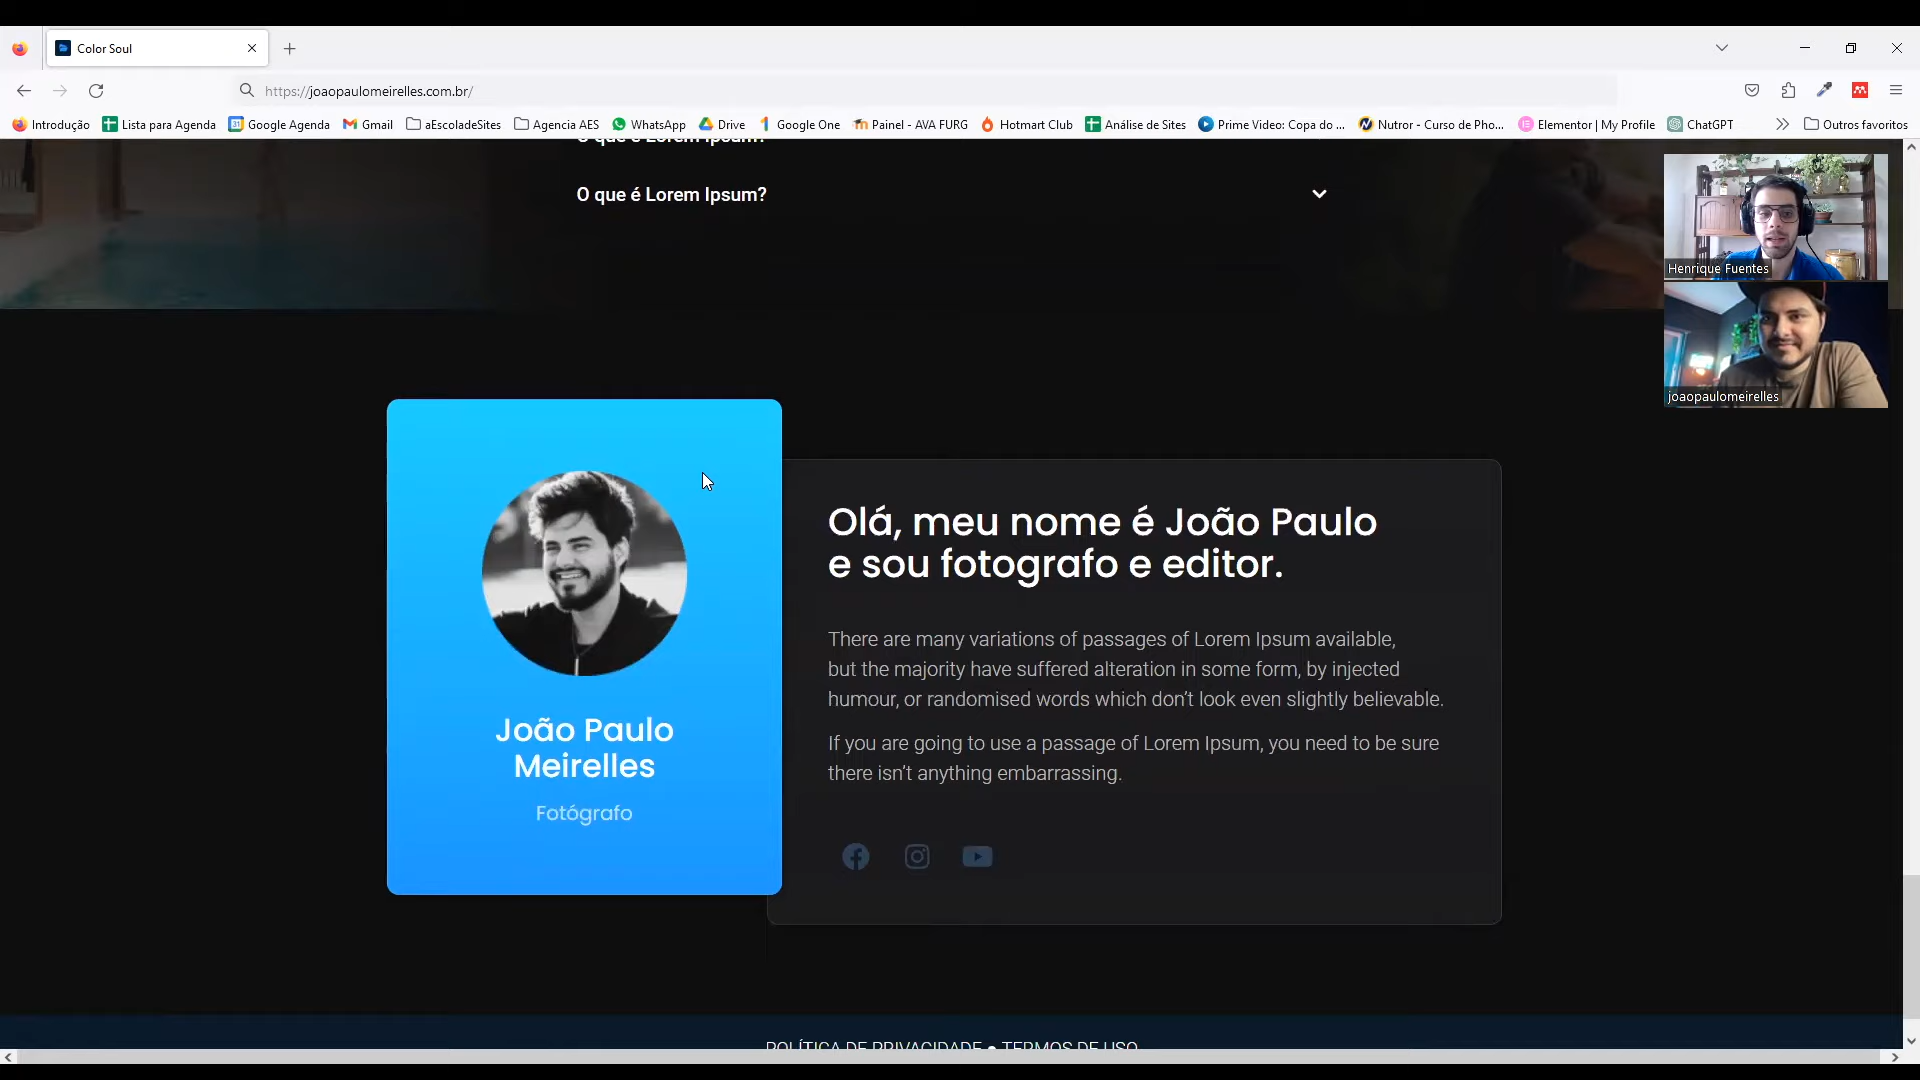 Color Soul
https://joaopaulomeirelles.com.br/
Introdução
Lista para Agenda
Google Agenda
Gmail
aEscoladeSites
Agencia AES
WhatsApp
Drive
Google One
Painel - AVA FURG
Hotmart Club
Análise de Sites
Prime Video: Copa do ...
Nutror - Curso de Pho...
Elementor | My Profile
ChatGPT
Outros favoritos
O que é Lorem Ipsum?
O que é Lorem Ipsum?
Henrique Fuentes
joaopaulomeirelles
João Paulo
Meirelles
Fotógrafo
Olá, meu nome é João Paulo
e sou fotografo e editor.
There are many variations of passages of Lorem Ipsum available,
but the majority have suffered alteration in some form, by injected
humour, or randomised words which don't look even slightly believable.
If you are going to use a passage of Lorem Ipsum, you need to be sure
there isn't anything embarrassing.
POLÍTICA DE PRIVACIDADE ● TERMOS DE USO